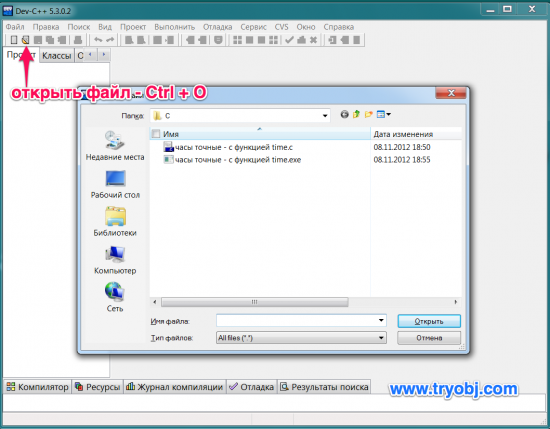 Dev-C++ 5.3.0.2
Файл Правка Поиск Вид Проект Выполнить Отладка Сервис CVS Окно Справка
Классы
открыть файл - Ctrl + O
Папка: C
Имя Дата изменения
часы точные - с функцией time.c 08.11.2012 18:50
часы точные - с функцией time.exe 08.11.2012 18:55
Недавние места
Рабочий стол
Библиотеки
Компьютер
Сеть
Имя файла: Открыть
Тип файлов: All files (*.*) Отмена
Компилятор Ресурсы Журнал компиляции Отладка Результаты поиска
www.tryobj.com